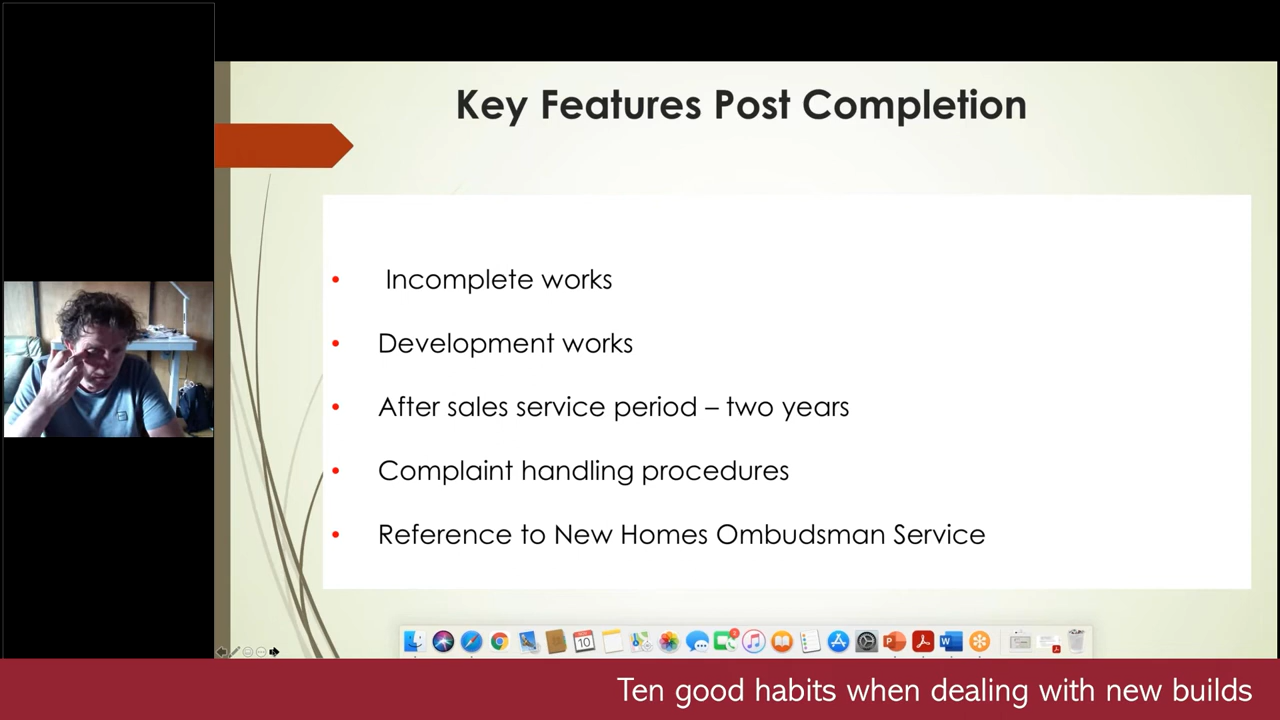 Key Features Post Completion
• Incomplete works
• Development works
• After sales service period – two years
• Complaint handling procedures
• Reference to New Homes Ombudsman Service
10
Ten good habits when dealing with new builds